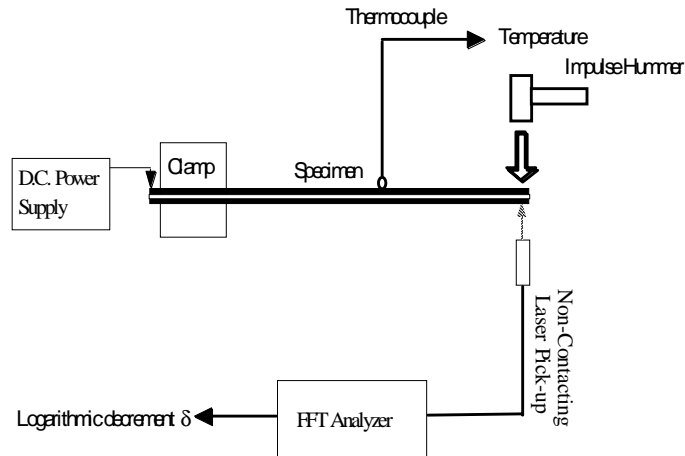 Thermocouple
Temperature
Impulse Hummer
Clamp
Specimen
D.C. Power
Supply
Non-Contacting
Laser Pick-up
Logarithmic decrement δ
FFT Analyzer